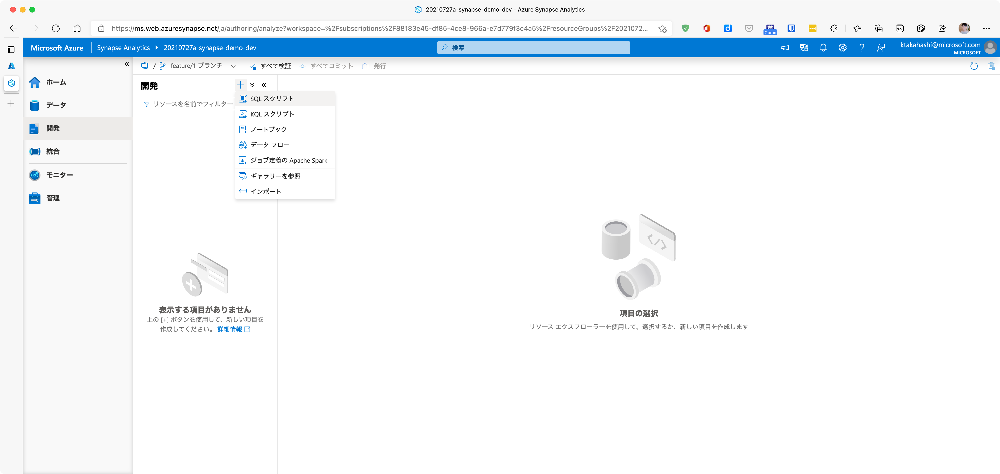 20210727a-synapse-demo-dev - Azure Synapse Analytics
https://ms.web.azuresynapse.net/ja/authoring/analyze?workspace=%2Fsubscriptions%2F88183e45-df85-4ce8-966a-e7d779f3e4a5%2FresourceGroups%2F2021072...
英
Comn
Microsoft Azure
Synapse Analytics
20210727a-synapse-demo-dev
検索
ktakahashi@microsoft.com
MICROSOFT
/
feature/1 ブランチ
すべて検証
すべてコミット
発行
ホーム
データ
開発
統合
モニター
管理
開発
リソースを名前でフィルター
SQL スクリプト
KQL スクリプト
ノートブック
データ フロー
ジョブ定義の Apache Spark
ギャラリーを参照
インポート
表示する項目がありません
上の [+] ボタンを使用して、新しい項目を
作成してください。 詳細情報
項目の選択
リソース エクスプローラーを使用して、選択するか、新しい項目を作成します